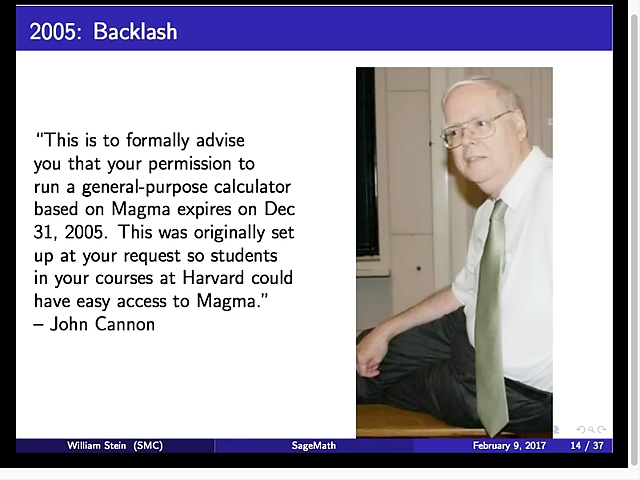 2005: Backlash
“This is to formally advise
you that your permission to
run a general-purpose calculator
based on Magma expires on Dec
31, 2005. This was originally set
up at your request so students
in your courses at Harvard could
have easy access to Magma.”
– John Cannon
William Stein (SMC) SageMath February 9, 2017 14 / 37